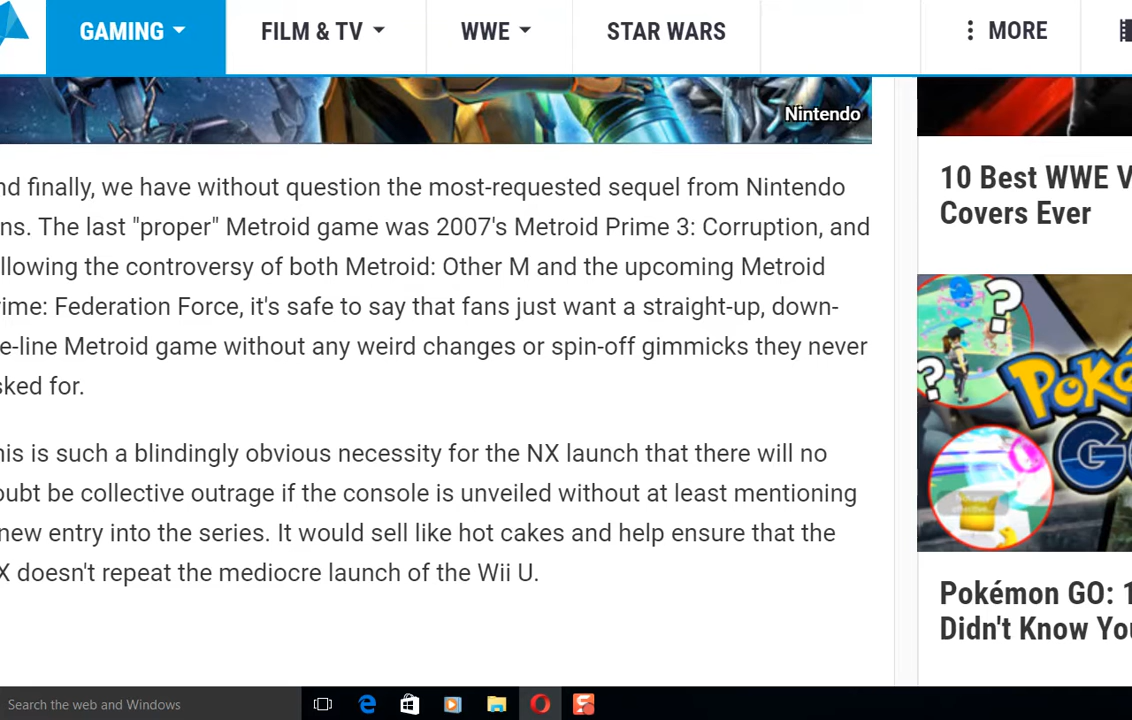 GAMING
FILM & TV
WWE
STAR WARS
MORE
Nintendo
nd finally, we have without question the most-requested sequel from Nintendo
ns. The last "proper" Metroid game was 2007's Metroid Prime 3: Corruption, and
llowing the controversy of both Metroid: Other M and the upcoming Metroid
ime: Federation Force, it's safe to say that fans just want a straight-up, down-
e-line Metroid game without any weird changes or spin-off gimmicks they never
sked for.
his is such a blindingly obvious necessity for the NX launch that there will no
oubt be collective outrage if the console is unveiled without at least mentioning
new entry into the series. It would sell like hot cakes and help ensure that the
X doesn't repeat the mediocre launch of the Wii U.
10 Best WWE V
Covers Ever
? ?
POKé
GO
Pokémon GO: 1
Didn't Know You
Search the web and Windows